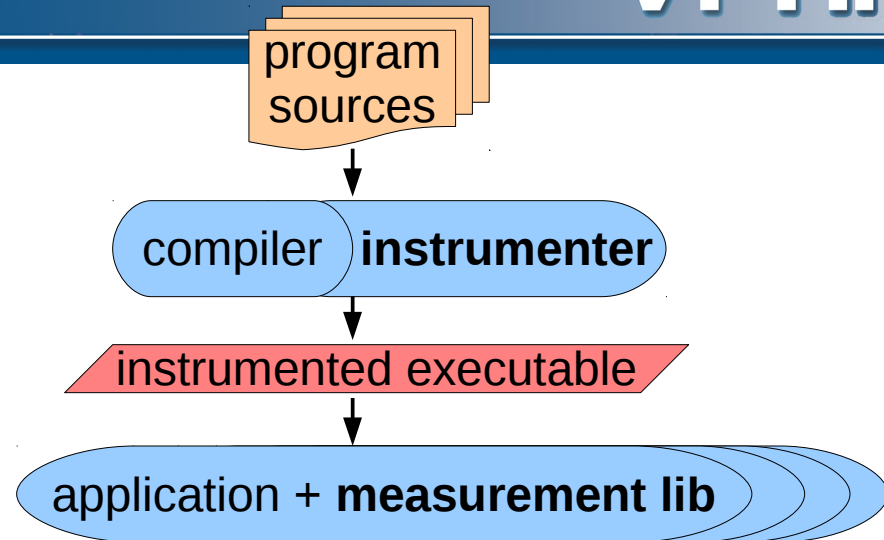 program
sources
compiler instrumenter
instrumented executable
application + measurement lib